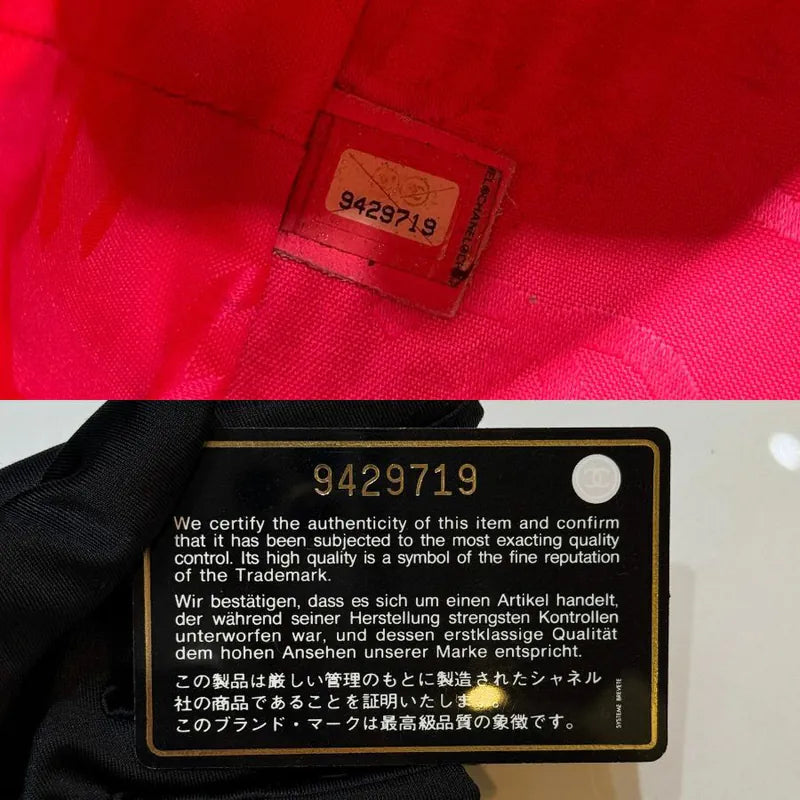 9429719
CHANEL
9429719
We certify the authenticity of this item and confirm
that it has been subjected to the most exacting quality
control. Its high quality is a symbol of the fine reputation
of the Trademark.
Wir bestätigen, dass es sich um einen Artikel handelt,
der während seiner Herstellung strengsten Kontrollen
unterworfen war, und dessen erstklassige Qualität
dem hohen Ansehen unserer Marke entspricht.
この製品は厳しい管理のもとに製造されたシャネル
社の商品であることを証明いたします。
このブランド・マークは最高級品質の象徴です。
SYSTEME BREVETE